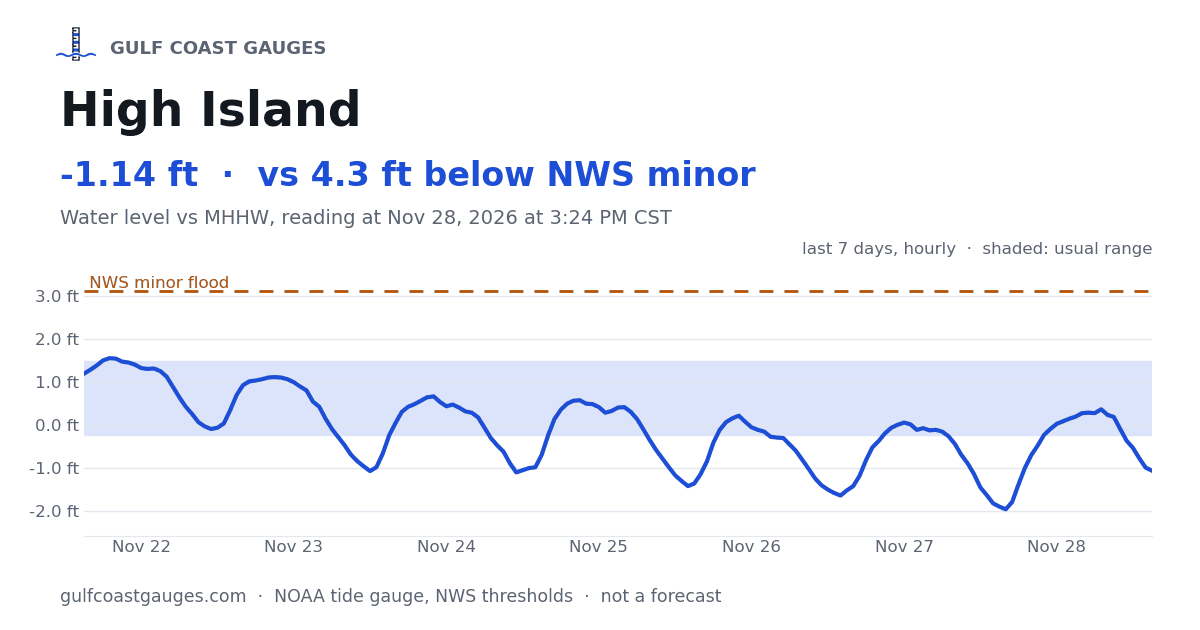 GULF COAST GAUGES
High Island
-1.14 ft · vs 4.3 ft below NWS minor
Water level vs MHHW, reading at Nov 28, 2026 at 3:24 PM CST
last 7 days, hourly · shaded: usual range
NWS minor flood
3.0 ft
2.0 ft
1.0 ft
0.0 ft
-1.0 ft
-2.0 ft
Nov 22 Nov 23 Nov 24 Nov 25 Nov 26 Nov 27 Nov 28
gulfcoastgauges.com · NOAA tide gauge, NWS thresholds · not a forecast